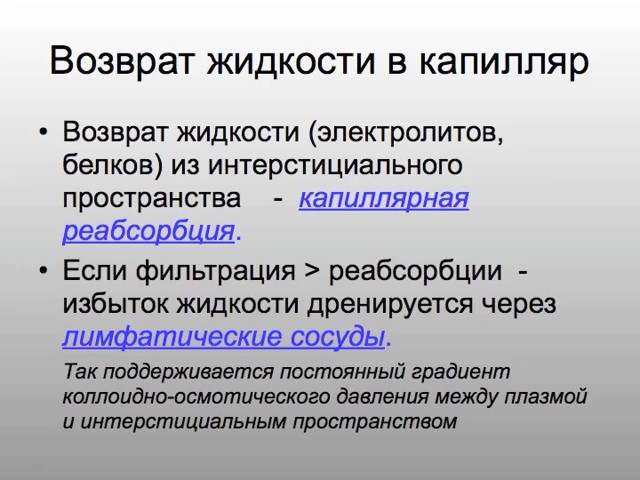 Возврат жидкости в капилляр
• Возврат жидкости (электролитов,
белков) из интерстициального
пространства - капиллярная
реабсорбция.
• Если фильтрация > реабсорбции -
избыток жидкости дренируется через
лимфатические сосуды.
Так поддерживается постоянный градиент
коллоидно-осмотического давления между плазмой
и интерстициальным пространством